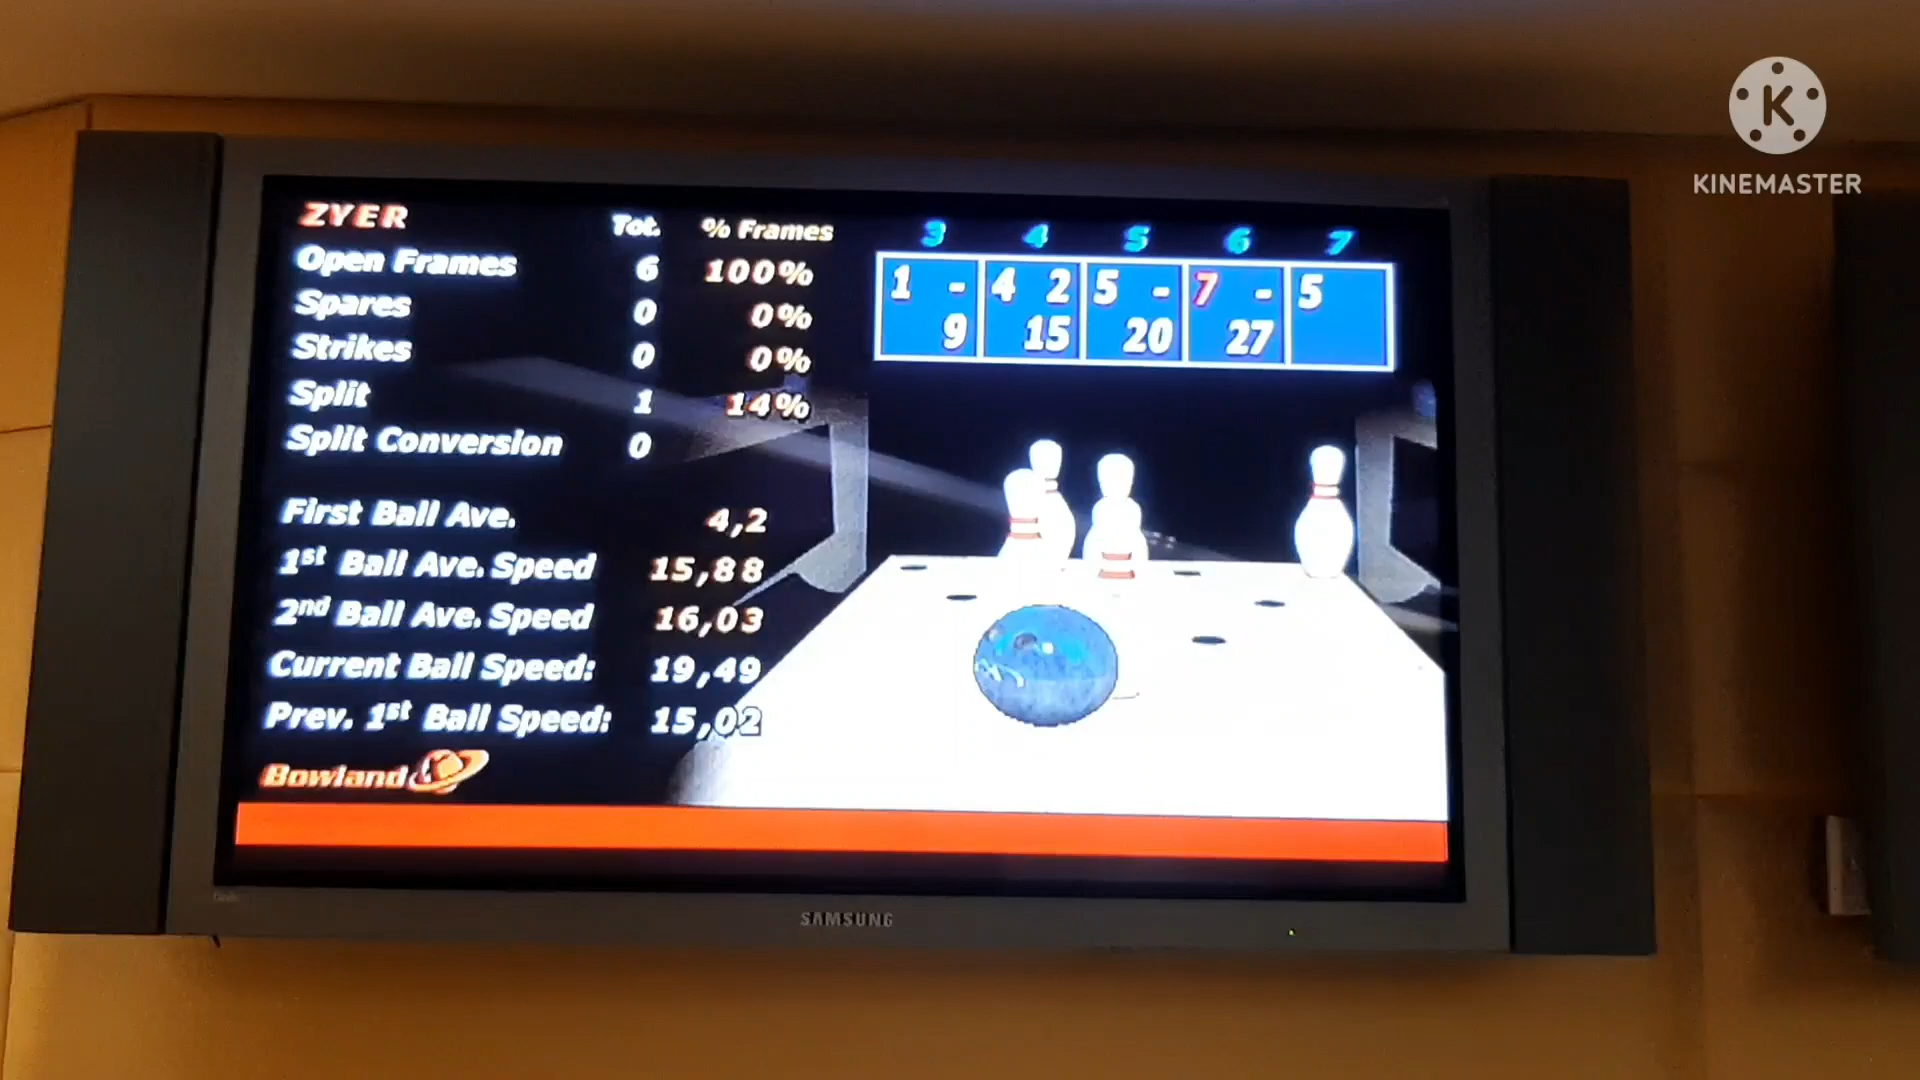 K
KINEMASTER
ZYER Tot. % Frames
Open Frames 6 100%
Spares 0 0%
Strikes 0 0%
Split 1 14%
Split Conversion 0
First Ball Ave. 4,2
1st Ball Ave. Speed 15,88
2nd Ball Ave. Speed 16,03
Current Ball Speed: 19,49
Prev. 1st Ball Speed: 15,02
Bowland
3 4 5 6 7
1 - 4 2 5 - 7 - 5
9 15 20 27
SAMSUNG